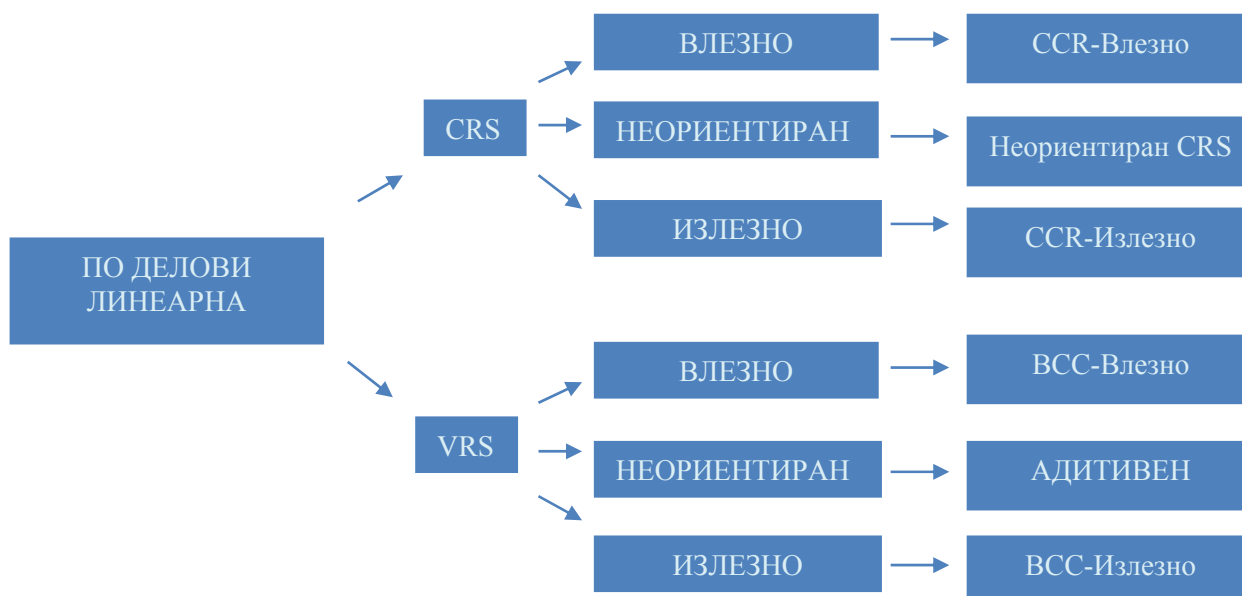 ВЛЕЗНО
CCR-Влезно
CRS
НЕОРИЕНТИРАН
Неориентиран CRS
ИЗЛЕЗНО
CCR-Излезно
ПО ДЕЛОВИ
ЛИНЕАРНА
ВЛЕЗНО
BCC-Влезно
VRS
НЕОРИЕНТИРАН
АДИТИВЕН
ИЗЛЕЗНО
BCC-Излезно